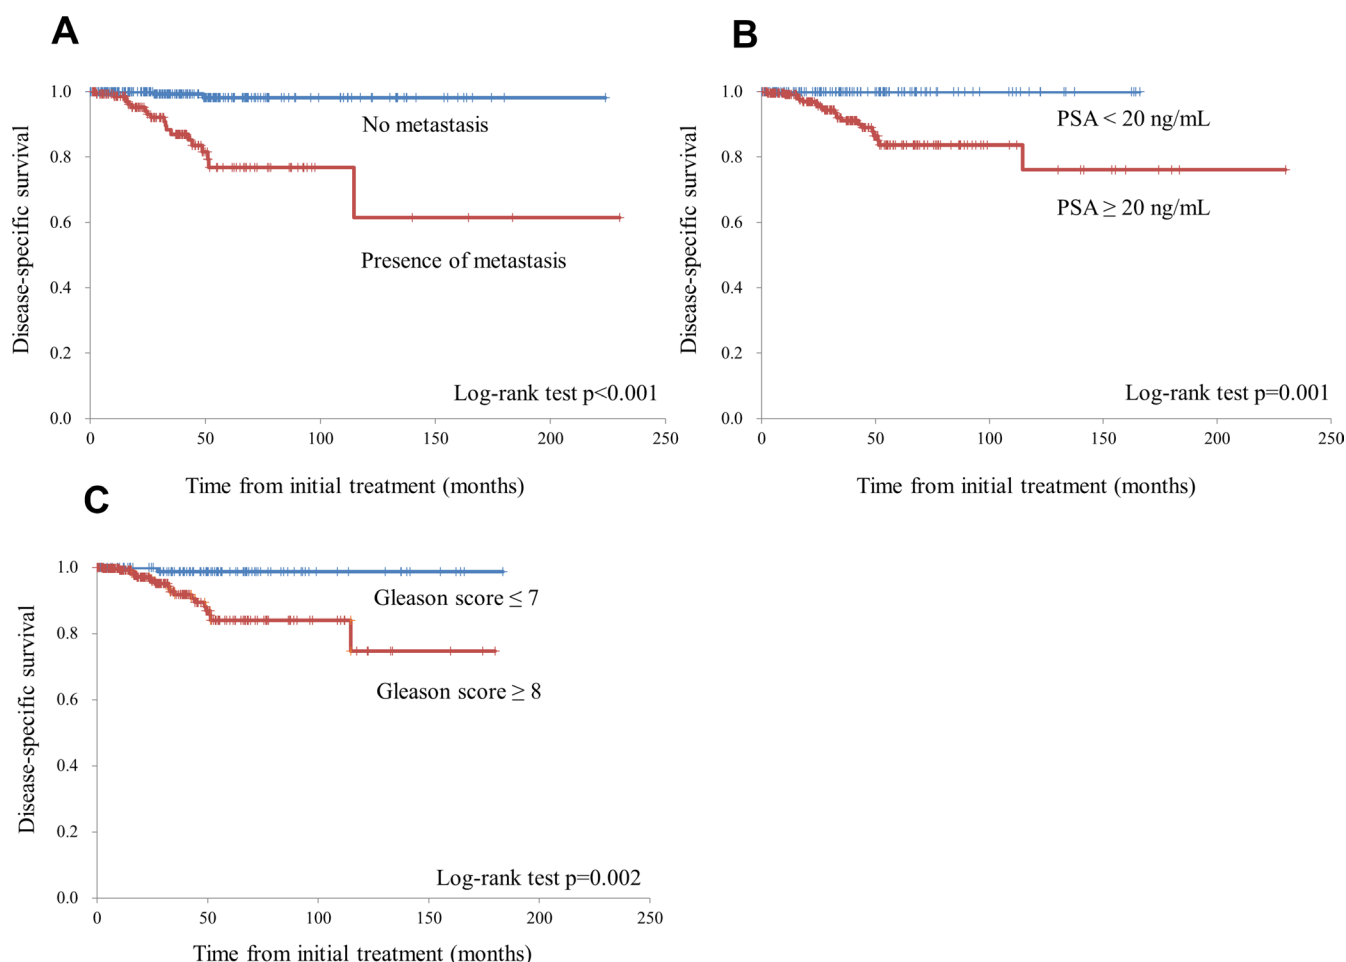 A
1.0
0.8
0.6
0.4
0.2
0.0
Disease-specific survival
No metastasis
Presence of metastasis
Log-rank test p<0.001
0 50 100 150 200 250
Time from initial treatment (months)
B
1.0
0.8
0.6
0.4
0.2
0.0
Disease-specific survival
PSA < 20 ng/mL
PSA ≥ 20 ng/mL
Log-rank test p=0.001
0 50 100 150 200 250
Time from initial treatment (months)
C
1.0
0.8
0.6
0.4
0.2
0.0
Disease-specific survival
Gleason score ≤ 7
Gleason score ≥ 8
Log-rank test p=0.002
0 50 100 150 200 250
Time from initial treatment (months)